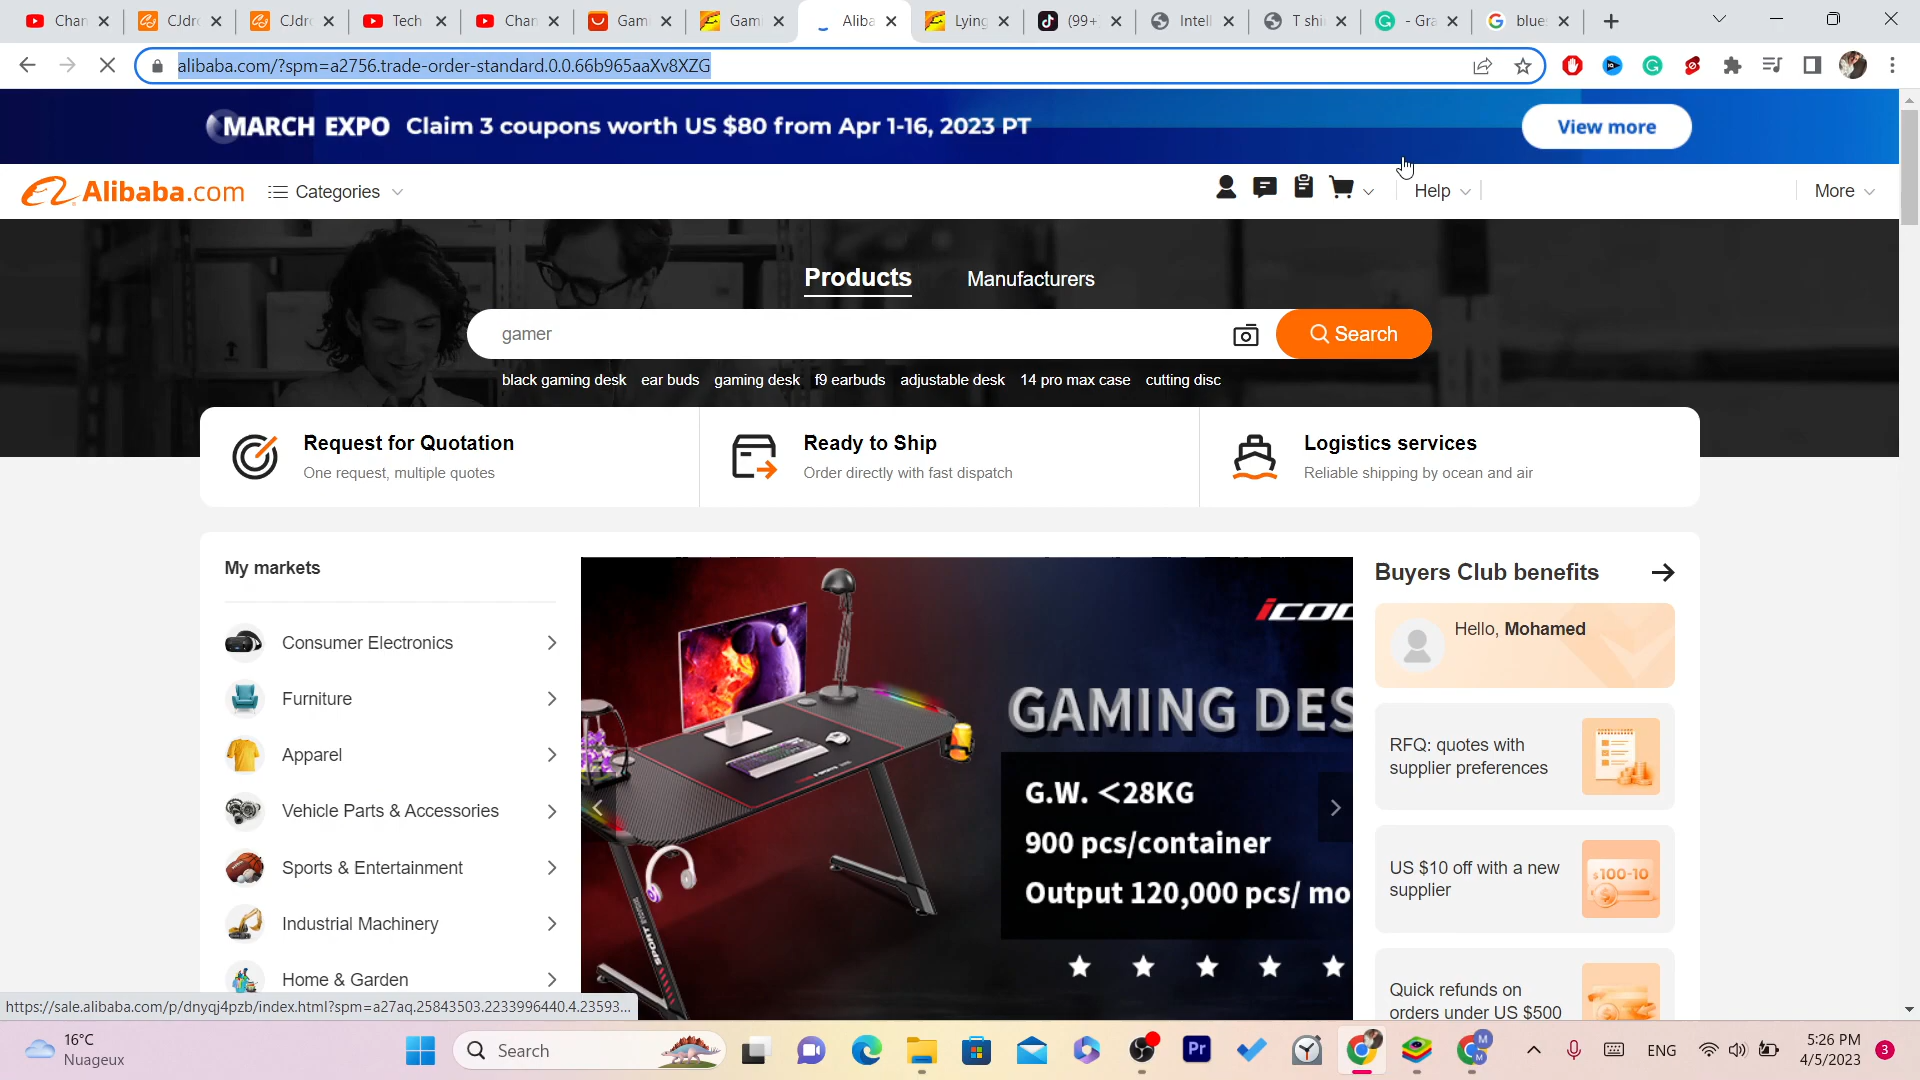 Chan
CJdr
CJdr
Tech
Chan
Gam
Gam
Aliba
Lying
(99+
Intell
T shi
- Gra
blue
alibaba.com/?spm=a2756.trade-order-standard.0.0.66b965aaXv8XZG
MARCH EXPO Claim 3 coupons worth US $80 from Apr 1-16, 2023 PT
View more
Alibaba.com
Categories
Help
More
Products
Manufacturers
gamer
Search
black gaming desk ear buds gaming desk f9 earbuds adjustable desk 14 pro max case cutting disc
Request for Quotation
One request, multiple quotes
Ready to Ship
Order directly with fast dispatch
Logistics services
Reliable shipping by ocean and air
My markets
Consumer Electronics
Furniture
Apparel
Vehicle Parts & Accessories
Sports & Entertainment
Industrial Machinery
Home & Garden
GAMING DES
G.W. <28KG
900 pcs/container
Output 120,000 pcs/ mo
Buyers Club benefits
Hello, Mohamed
RFQ: quotes with
supplier preferences
US $10 off with a new
supplier
$100-10
Quick refunds on
orders under US $500
https://sale.alibaba.com/p/dnyqj4pzb/index.html?spm=a27aq.25843503.2233996440.4.23593...
16°C
Nuageux
Search
Pr
M
M
ENG
5:26 PM
4/5/2023
3